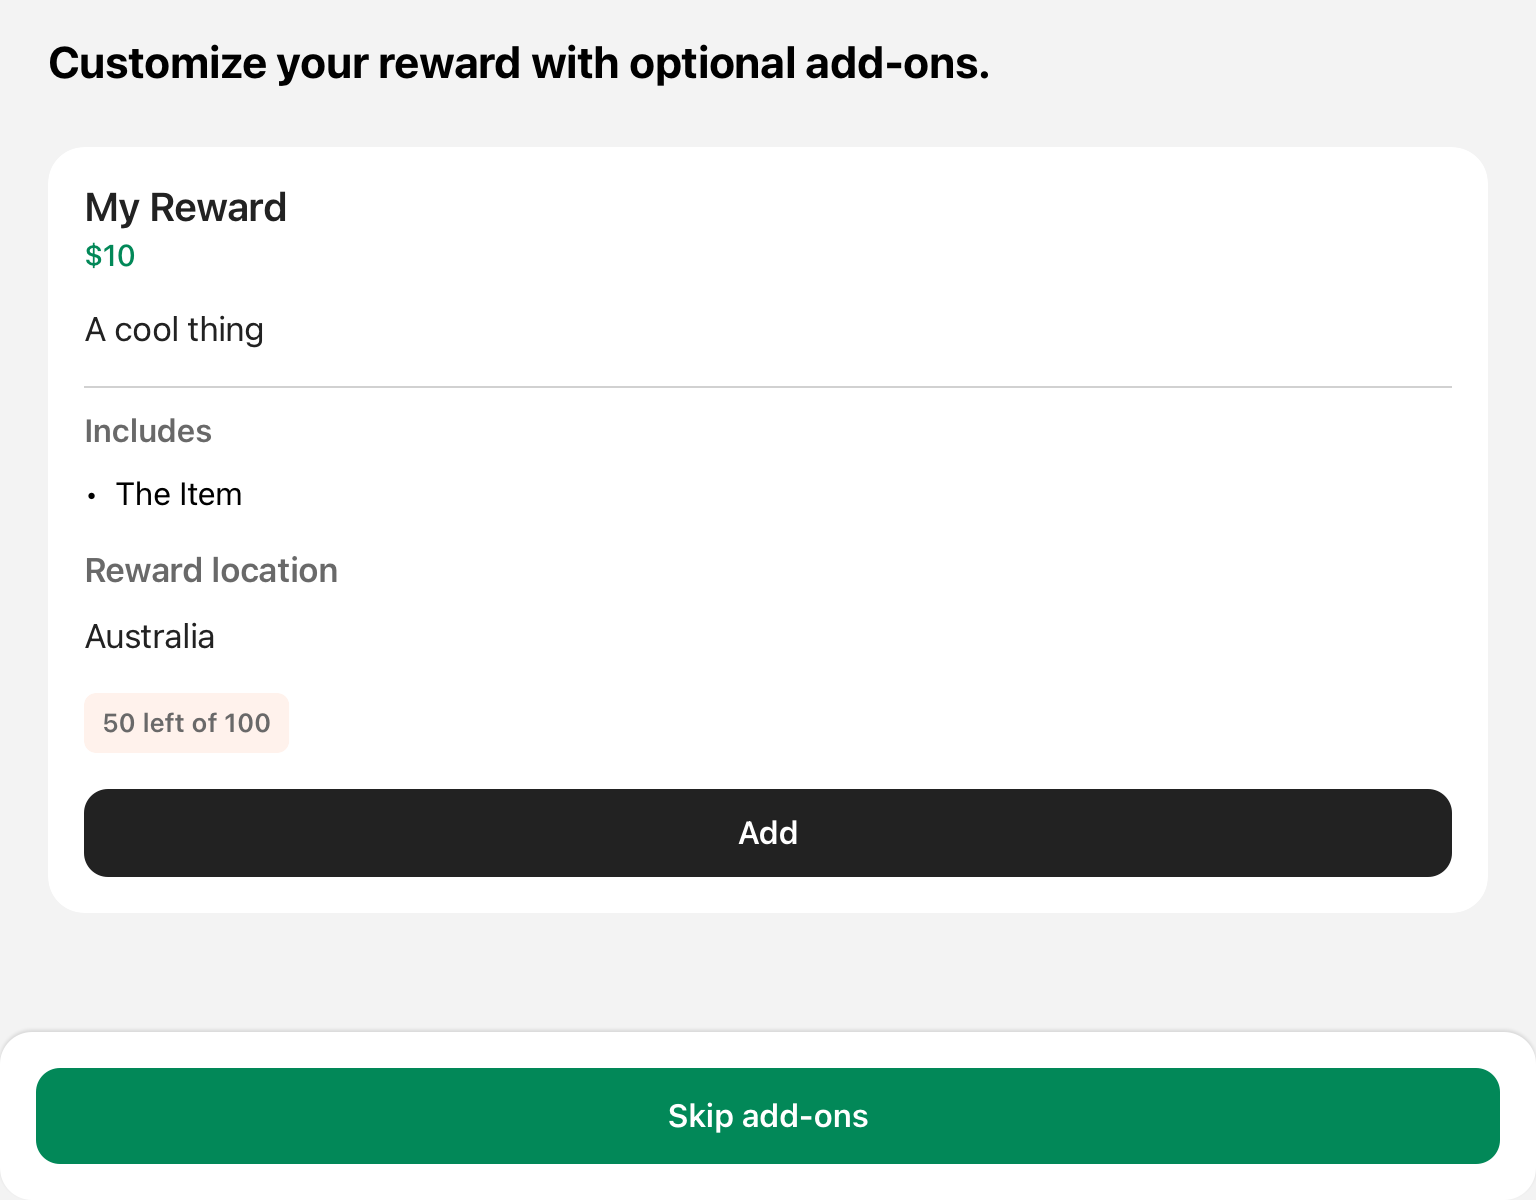 Customize your reward with optional add-ons.
My Reward
$10
A cool thing
Includes
• The Item
Reward location
Australia
50 left of 100
Add
Skip add-ons